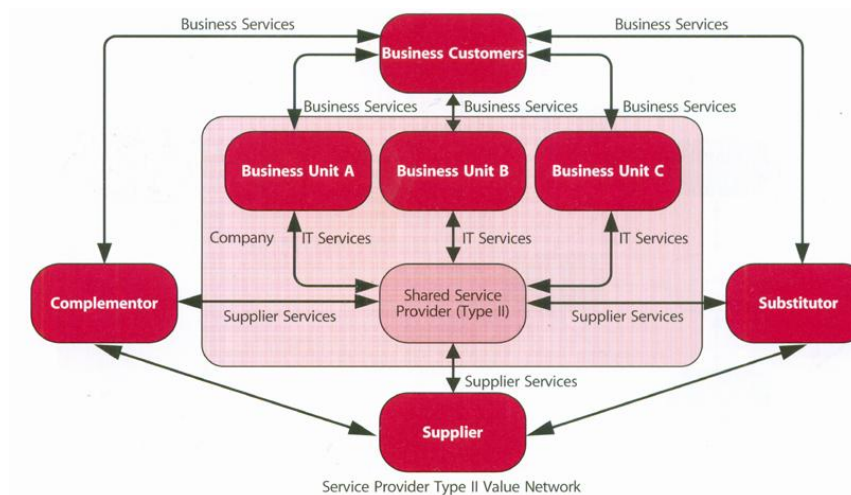 Business Services
Business Customers
Business Services
Business Services
Business Services
Business Services
Business Unit A
Business Unit B
Business Unit C
Company
IT Services
IT Services
IT Services
Complementor
Shared Service
Provider (Type II)
Substitutor
Supplier Services
Supplier Services
Supplier Services
Supplier
Service Provider Type II Value Network